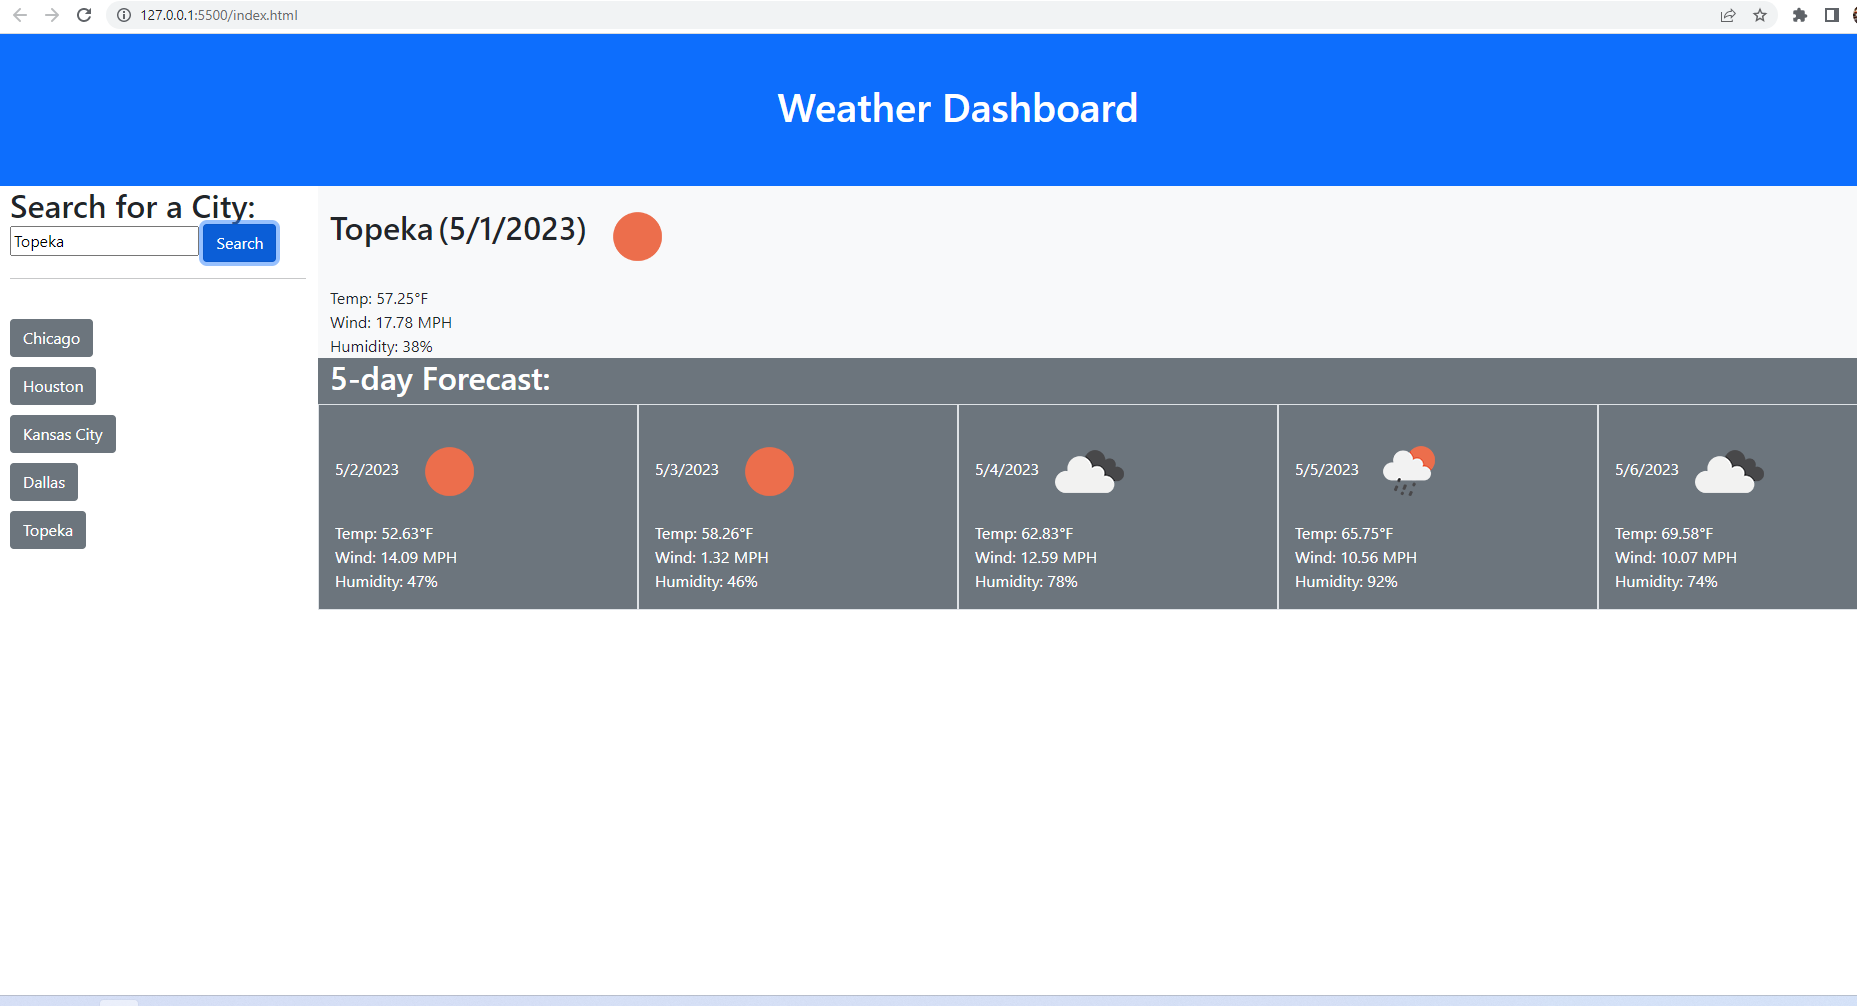 127.0.0.1:5500/index.html
Weather Dashboard
Search for a City:
Topeka
Search
Chicago
Houston
Kansas City
Dallas
Topeka
Topeka (5/1/2023)
Temp: 57.25°F
Wind: 17.78 MPH
Humidity: 38%
5-day Forecast:
5/2/2023
Temp: 52.63°F
Wind: 14.09 MPH
Humidity: 47%
5/3/2023
Temp: 58.26°F
Wind: 1.32 MPH
Humidity: 46%
5/4/2023
Temp: 62.83°F
Wind: 12.59 MPH
Humidity: 78%
5/5/2023
Temp: 65.75°F
Wind: 10.56 MPH
Humidity: 92%
5/6/2023
Temp: 69.58°F
Wind: 10.07 MPH
Humidity: 74%